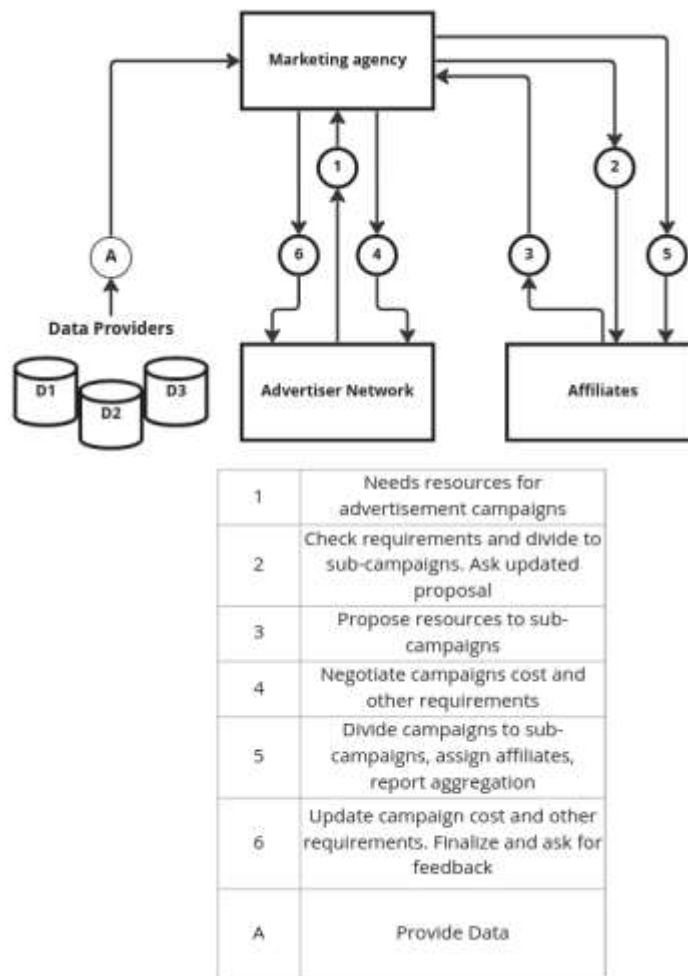 Marketing agency
1
2
A
6
4
3
5
Data Providers
D1
D2
D3
Advertiser Network
Affiliates
1
Needs resources for
advertisement campaigns
2
Check requirements and divide to
sub-campaigns. Ask updated
proposal
3
Propose resources to sub-
campaigns
4
Negotiate campaigns cost and
other requirements
5
Divide campaigns to sub-
campaigns, assign affiliates,
report aggregation
6
Update campaign cost and other
requirements. Finalize and ask for
feedback
A
Provide Data